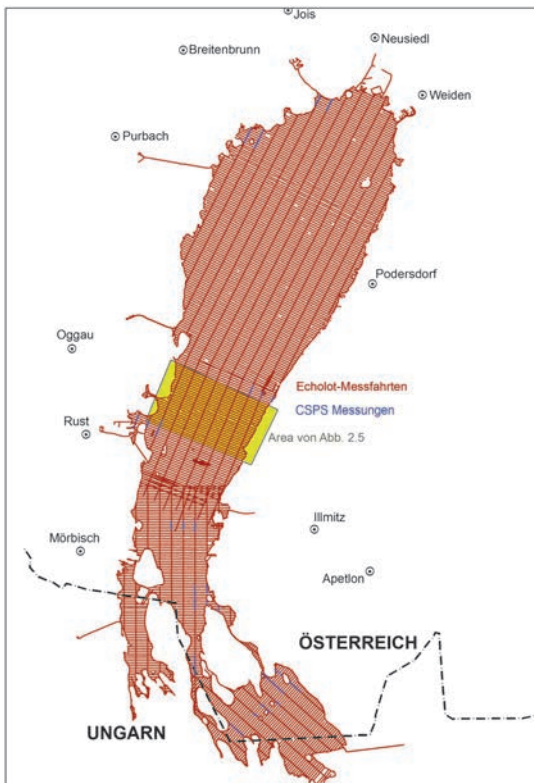 Jois
Neusiedl
Breitenbrunn
Weiden
Purbach
Podersdorf
Oggau
Echolot-Messfahrten
CSPS Messungen
Rust
Area von Abb. 2.5
Illmitz
Mörbisch
Apetlon
ÖSTERREICH
UNGARN